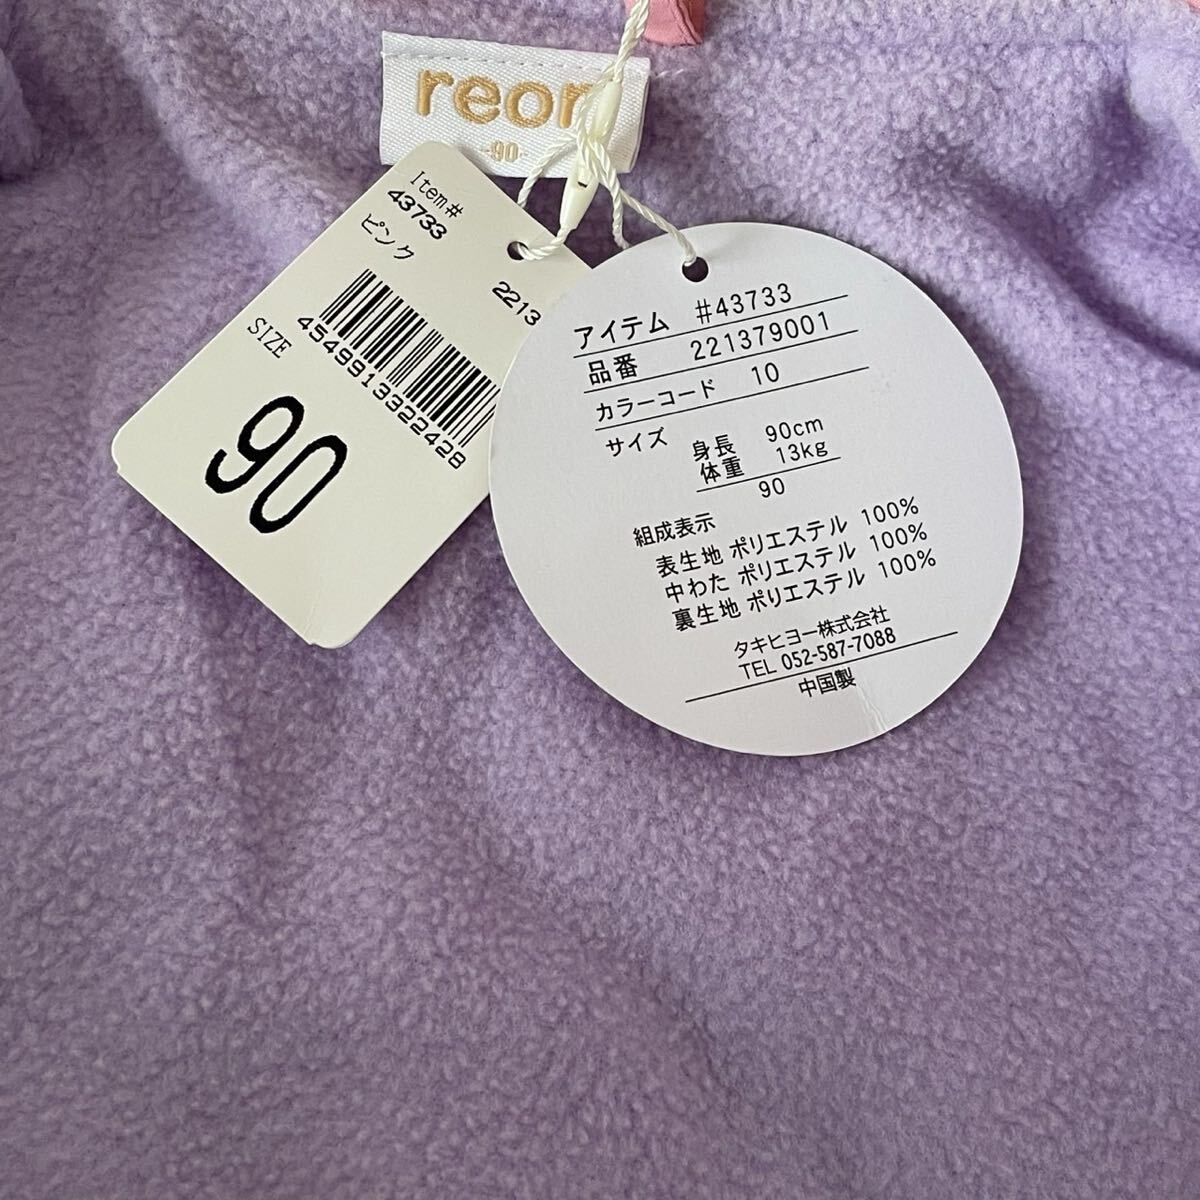 reon
-90-
Item#
43733
ピンク
2213
4549913322428
SIZE
90
アイテム #43733
品番 221379001
カラーコード 10
サイズ 身長 90cm
体重 13kg
90
組成表示
表生地 ポリエステル 100%
中わた ポリエステル 100%
裏生地 ポリエステル 100%
タキヒヨー株式会社
TEL 052-587-7088
中国製